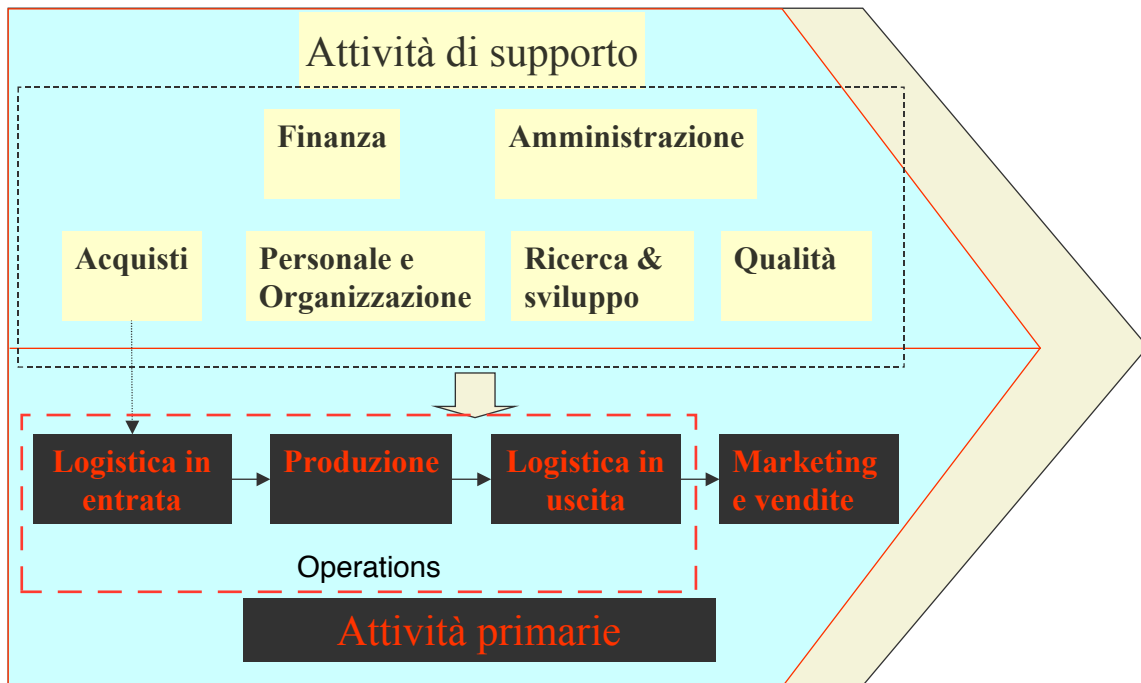 Attività di supporto
Finanza
Amministrazione
Acquisti
Personale e
Organizzazione
Ricerca &
sviluppo
Qualità
Logistica in
entrata
Produzione
Logistica in
uscita
Marketing
e vendite
Operations
Attività primarie